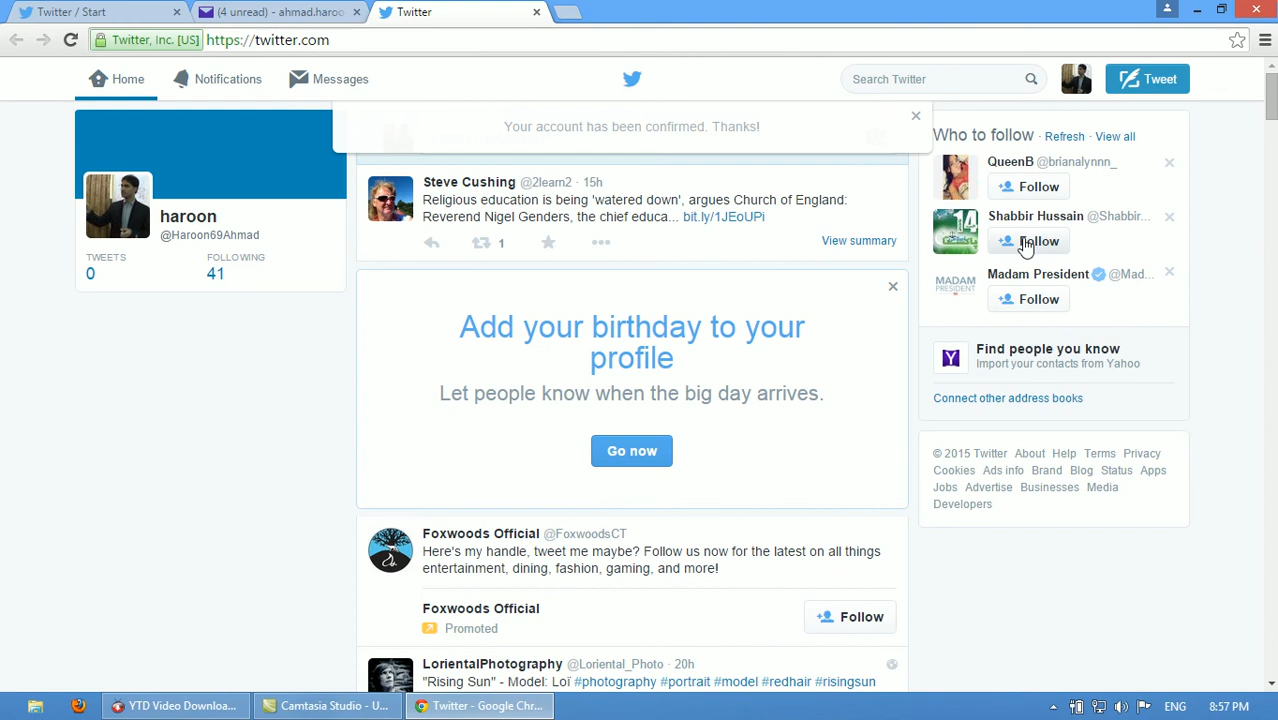 Twitter / Start
(4 unread) - ahmad.haroo
Twitter
Twitter, Inc. [US]
https://twitter.com
Home
Notifications
Messages
Search Twitter
Tweet
Your account has been confirmed. Thanks!
haroon
@Haroon69Ahmad
TWEETS
0
FOLLOWING
41
Steve Cushing @2learn2 · 15h
Religious education is being 'watered down', argues Church of England:
Reverend Nigel Genders, the chief educa... bit.ly/1JEoUPi
1
View summary
Add your birthday to your
profile
Let people know when the big day arrives.
Go now
Foxwoods Official @FoxwoodsCT
Here's my handle, tweet me maybe? Follow us now for the latest on all things
entertainment, dining, fashion, gaming, and more!
Foxwoods Official
Promoted
Follow
LorientalPhotography @Loriental_Photo · 20h
"Rising Sun" - Model: Loï #photography #portrait #model #redhair #risingsun
Who to follow · Refresh · View all
QueenB @brianalynnn_
Follow
14
Shabbir Hussain @Shabbir...
Follow
MADAM
PRESIDENT
Madam President @Mad...
Follow
Find people you know
Import your contacts from Yahoo
Connect other address books
© 2015 Twitter About Help Terms Privacy
Cookies Ads info Brand Blog Status Apps
Jobs Advertise Businesses Media
Developers
YTD Video Downloa...
Camtasia Studio - U...
Twitter - Google Chr...
ENG
8:57 PM